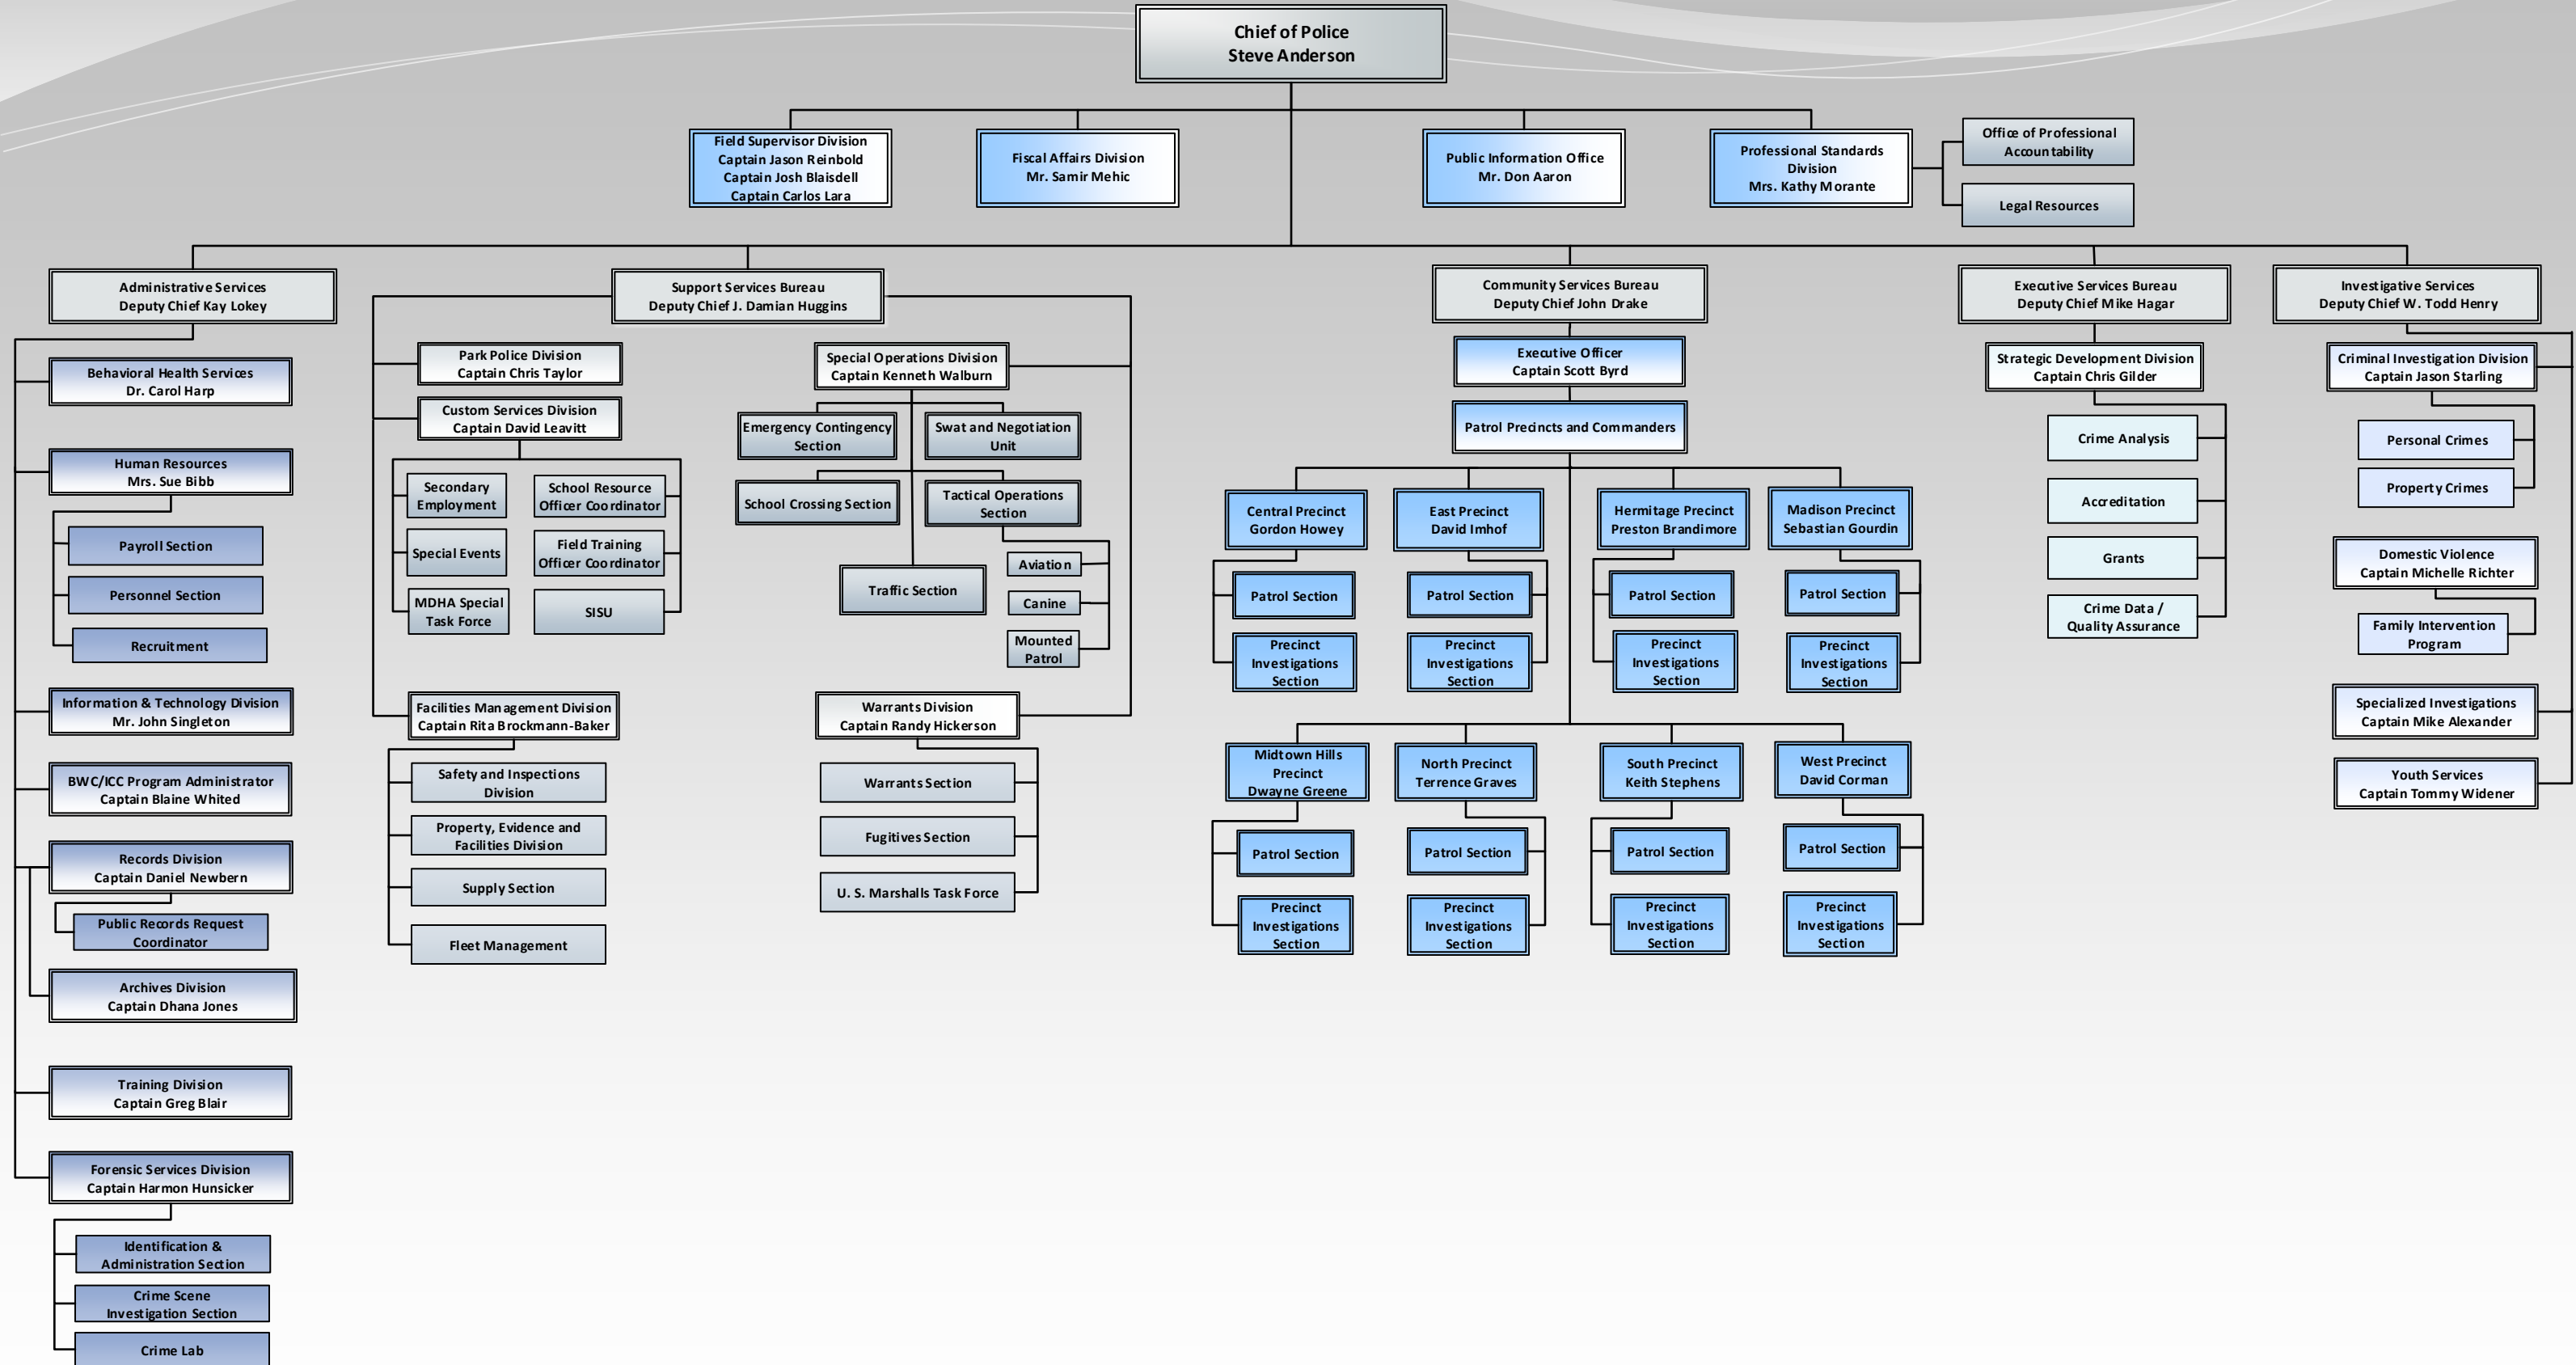 Chief of Police
Steve Anderson
Field Supervisor Division
Captain Jason Reinbold
Captain Josh Blaisdell
Captain Carlos Lara
Fiscal Affairs Division
Mr. Samir Mehic
Public Information Office
Mr. Don Aaron
Professional Standards
Division
Mrs. Kathy Morante
Office of Professional
Accountability
Legal Resources
Administrative Services
Deputy Chief Kay Lokey
Behavioral Health Services
Dr. Carol Harp
Human Resources
Mrs. Sue Bibb
Payroll Section
Personnel Section
Recruitment
Information & Technology Division
Mr. John Singleton
BWC/ICC Program Administrator
Captain Blaine Whited
Records Division
Captain Daniel Newbern
Public Records Request
Coordinator
Archives Division
Captain Dhana Jones
Training Division
Captain Greg Blair
Forensic Services Division
Captain Harmon Hunsicker
Identification &
Administration Section
Crime Scene
Investigation Section
Crime Lab
Support Services Bureau
Deputy Chief J. Damian Huggins
Park Police Division
Captain Chris Taylor
Custom Services Division
Captain David Leavitt
Secondary
Employment
Special Events
MDHA Special
Task Force
School Resource
Officer Coordinator
Field Training
Officer Coordinator
SISU
Special Operations Division
Captain Kenneth Walburn
Emergency Contingency
Section
Swat and Negotiation
Unit
School Crossing Section
Tactical Operations
Section
Aviation
Canine
Mounted
Patrol
Traffic Section
Facilities Management Division
Captain Rita Brockmann-Baker
Safety and Inspections
Division
Property, Evidence and
Facilities Division
Supply Section
Fleet Management
Warrants Division
Captain Randy Hickerson
Warrants Section
Fugitives Section
U. S. Marshalls Task Force
Community Services Bureau
Deputy Chief John Drake
Executive Officer
Captain Scott Byrd
Patrol Precincts and Commanders
Central Precinct
Gordon Howey
Patrol Section
Precinct
Investigations
Section
East Precinct
David Imhof
Patrol Section
Precinct
Investigations
Section
Hermitage Precinct
Preston Brandimore
Patrol Section
Precinct
Investigations
Section
Madison Precinct
Sebastian Gourdin
Patrol Section
Precinct
Investigations
Section
Midtown Hills
Precinct
Dwayne Greene
Patrol Section
Precinct
Investigations
Section
North Precinct
Terrence Graves
Patrol Section
Precinct
Investigations
Section
South Precinct
Keith Stephens
Patrol Section
Precinct
Investigations
Section
West Precinct
David Corman
Patrol Section
Precinct
Investigations
Section
Executive Services Bureau
Deputy Chief Mike Hagar
Strategic Development Division
Captain Chris Gilder
Crime Analysis
Accreditation
Grants
Crime Data /
Quality Assurance
Investigative Services
Deputy Chief W. Todd Henry
Criminal Investigation Division
Captain Jason Starling
Personal Crimes
Property Crimes
Domestic Violence
Captain Michelle Richter
Family Intervention
Program
Specialized Investigations
Captain Mike Alexander
Youth Services
Captain Tommy Widener